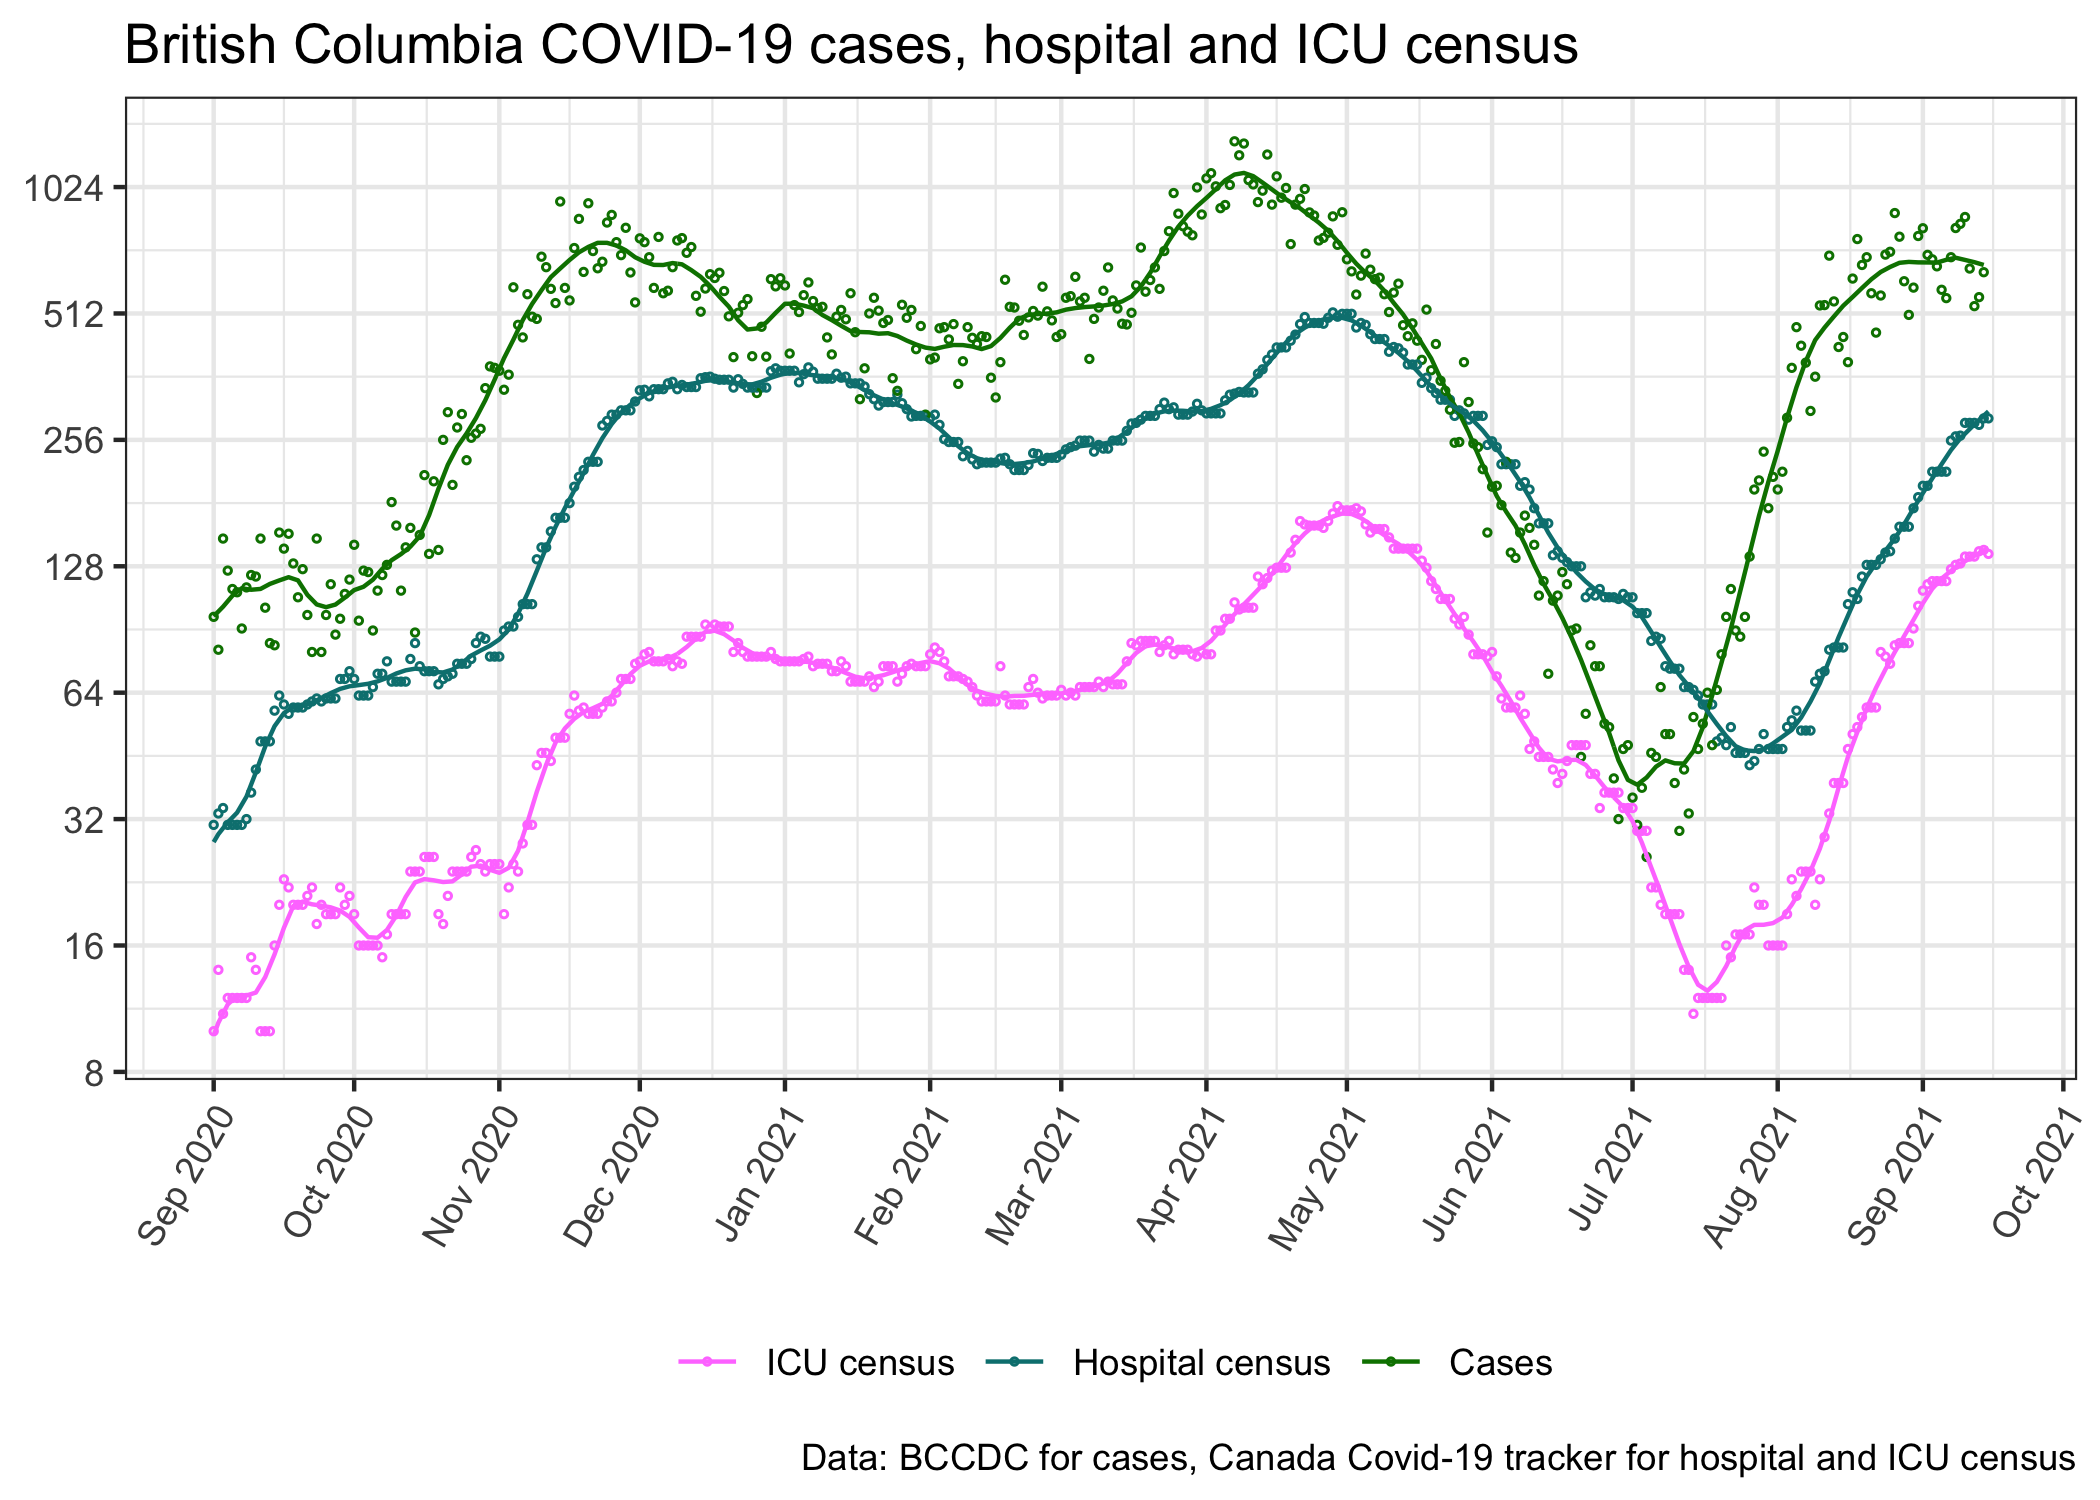 British Columbia COVID-19 cases, hospital and ICU census
1024
512
256
128
64
32
16
8
Sep 2020
Oct 2020
Nov 2020
Dec 2020
Jan 2021
Feb 2021
Mar 2021
Apr 2021
May 2021
Jun 2021
Jul 2021
Aug 2021
Sep 2021
Oct 2021
ICU census
Hospital census
Cases
Data: BCCDC for cases, Canada Covid-19 tracker for hospital and ICU census